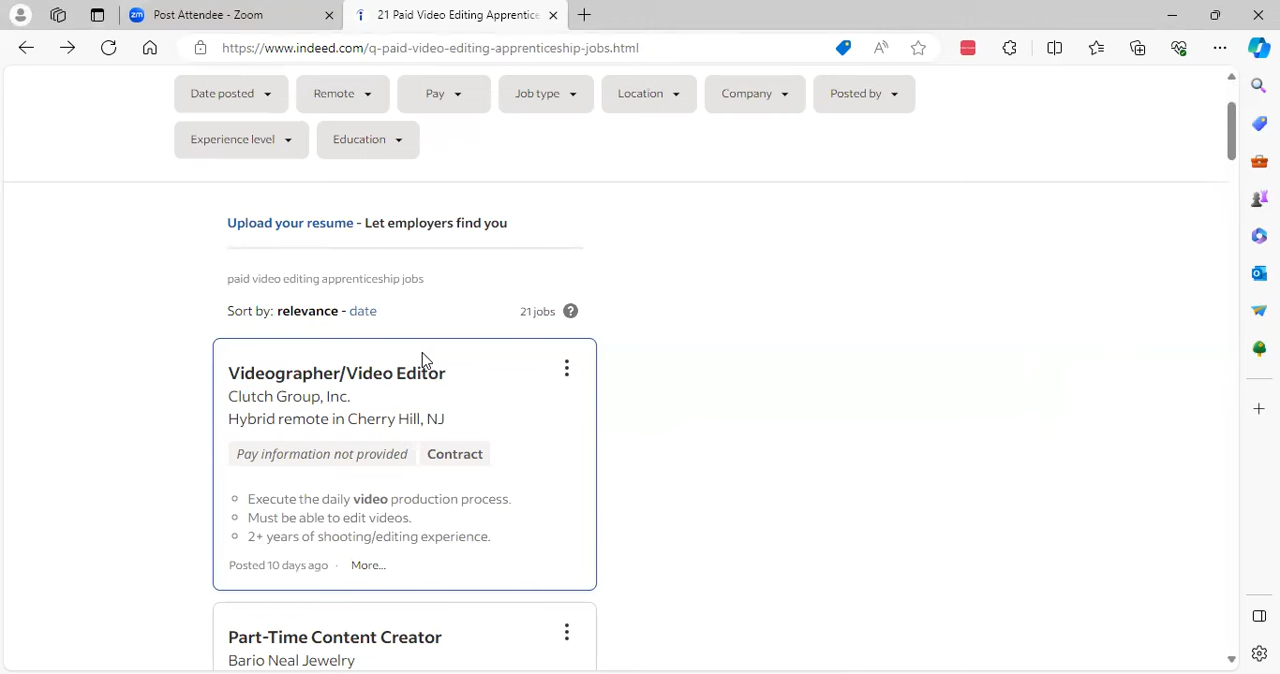 Post Attendee - Zoom
21 Paid Video Editing Apprentice
https://www.indeed.com/q-paid-video-editing-apprenticeship-jobs.html
Date posted
Remote
Pay
Job type
Location
Company
Posted by
Experience level
Education
Upload your resume - Let employers find you
paid video editing apprenticeship jobs
Sort by: relevance - date
21 jobs
Videographer/Video Editor
Clutch Group, Inc.
Hybrid remote in Cherry Hill, NJ
Pay information not provided
Contract
Execute the daily video production process.
Must be able to edit videos.
2+ years of shooting/editing experience.
Posted 10 days ago · More...
Part-Time Content Creator
Bario Neal Jewelry